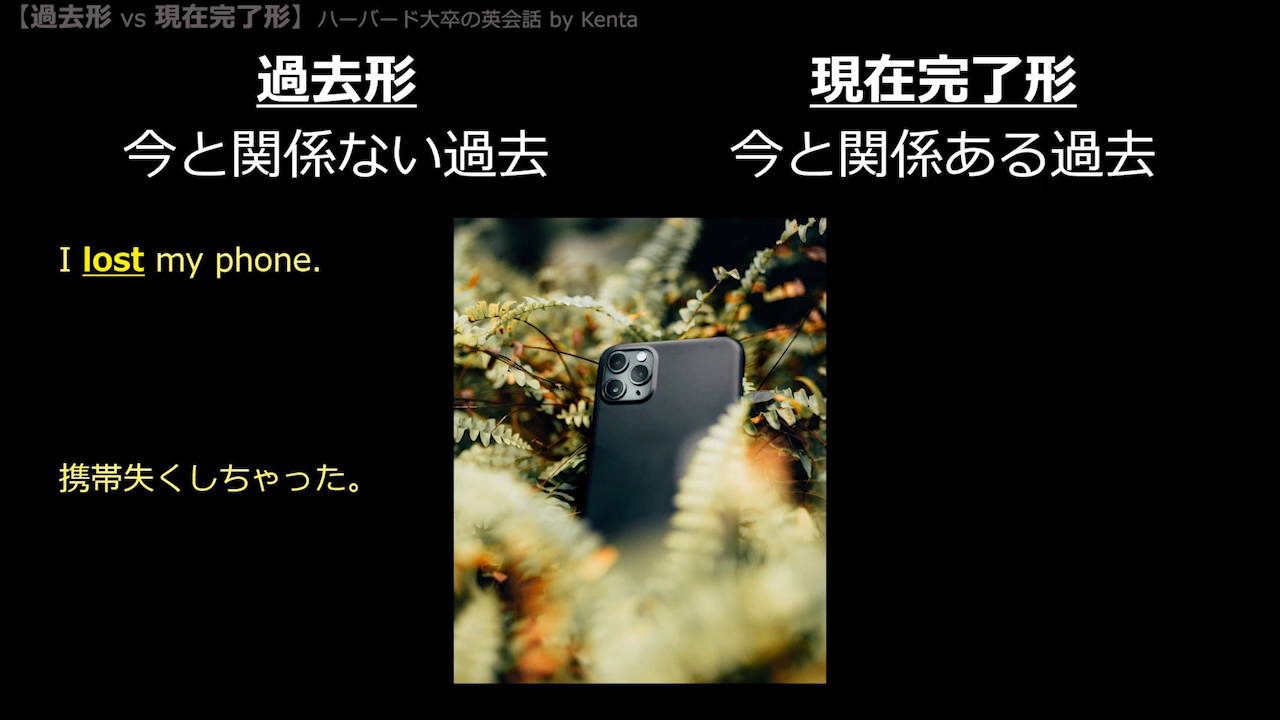 【過去形 vs 現在完了形】ハーバード大卒の英会話 by Kenta
過去形
今と関係ない過去
現在完了形
今と関係ある過去
I lost my phone.
携帯失くしちゃった。